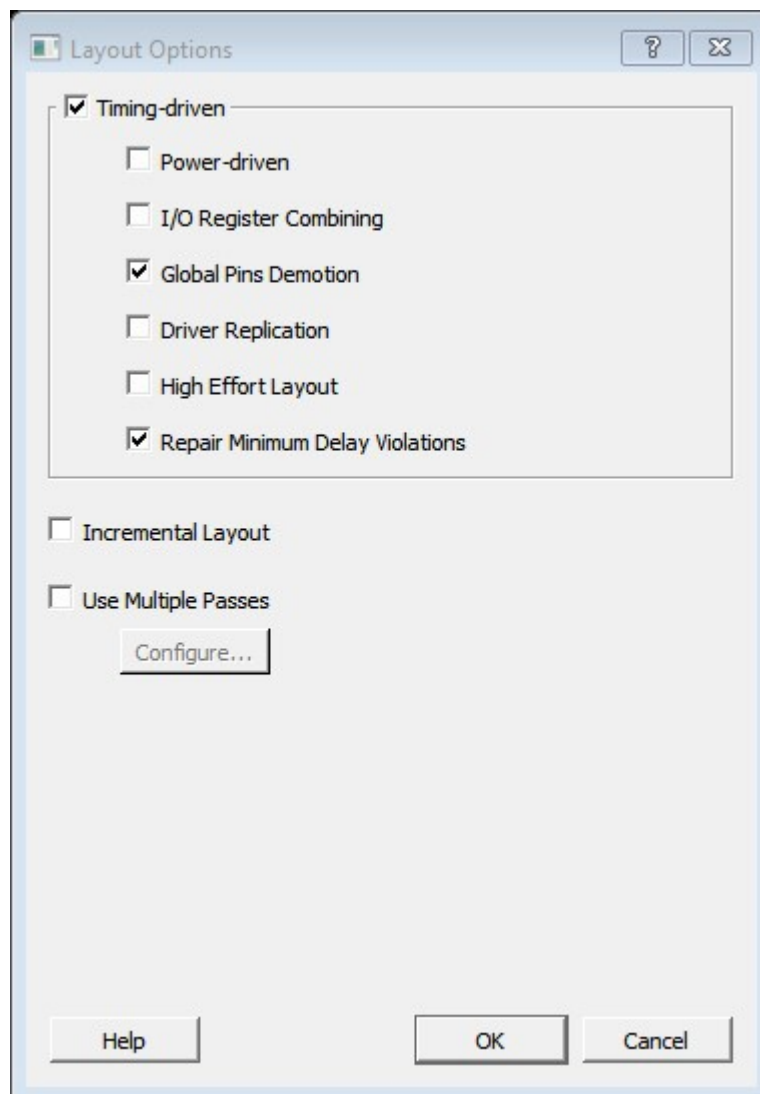 Layout Options
Timing-driven
Power-driven
I/O Register Combining
Global Pins Demotion
Driver Replication
High Effort Layout
Repair Minimum Delay Violations
Incremental Layout
Use Multiple Passes
Configure...
Help OK Cancel